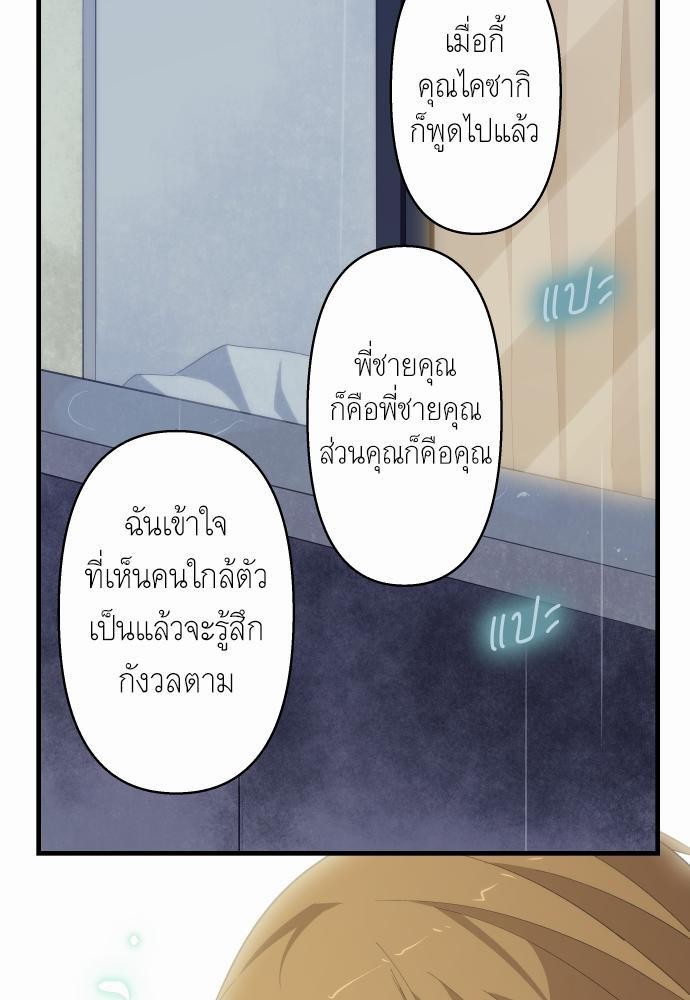 เมื่อกี้
คุณไคซากิ
ก็พูดไปแล้ว
แปะ
พี่ชายคุณ
ก็คือพี่ชายคุณ
ส่วนคุณก็คือคุณ
ฉันเข้าใจ
ที่เห็นคนใกล้ตัว
เป็นแล้วจะรู้สึก
กังวลตาม
แปะ